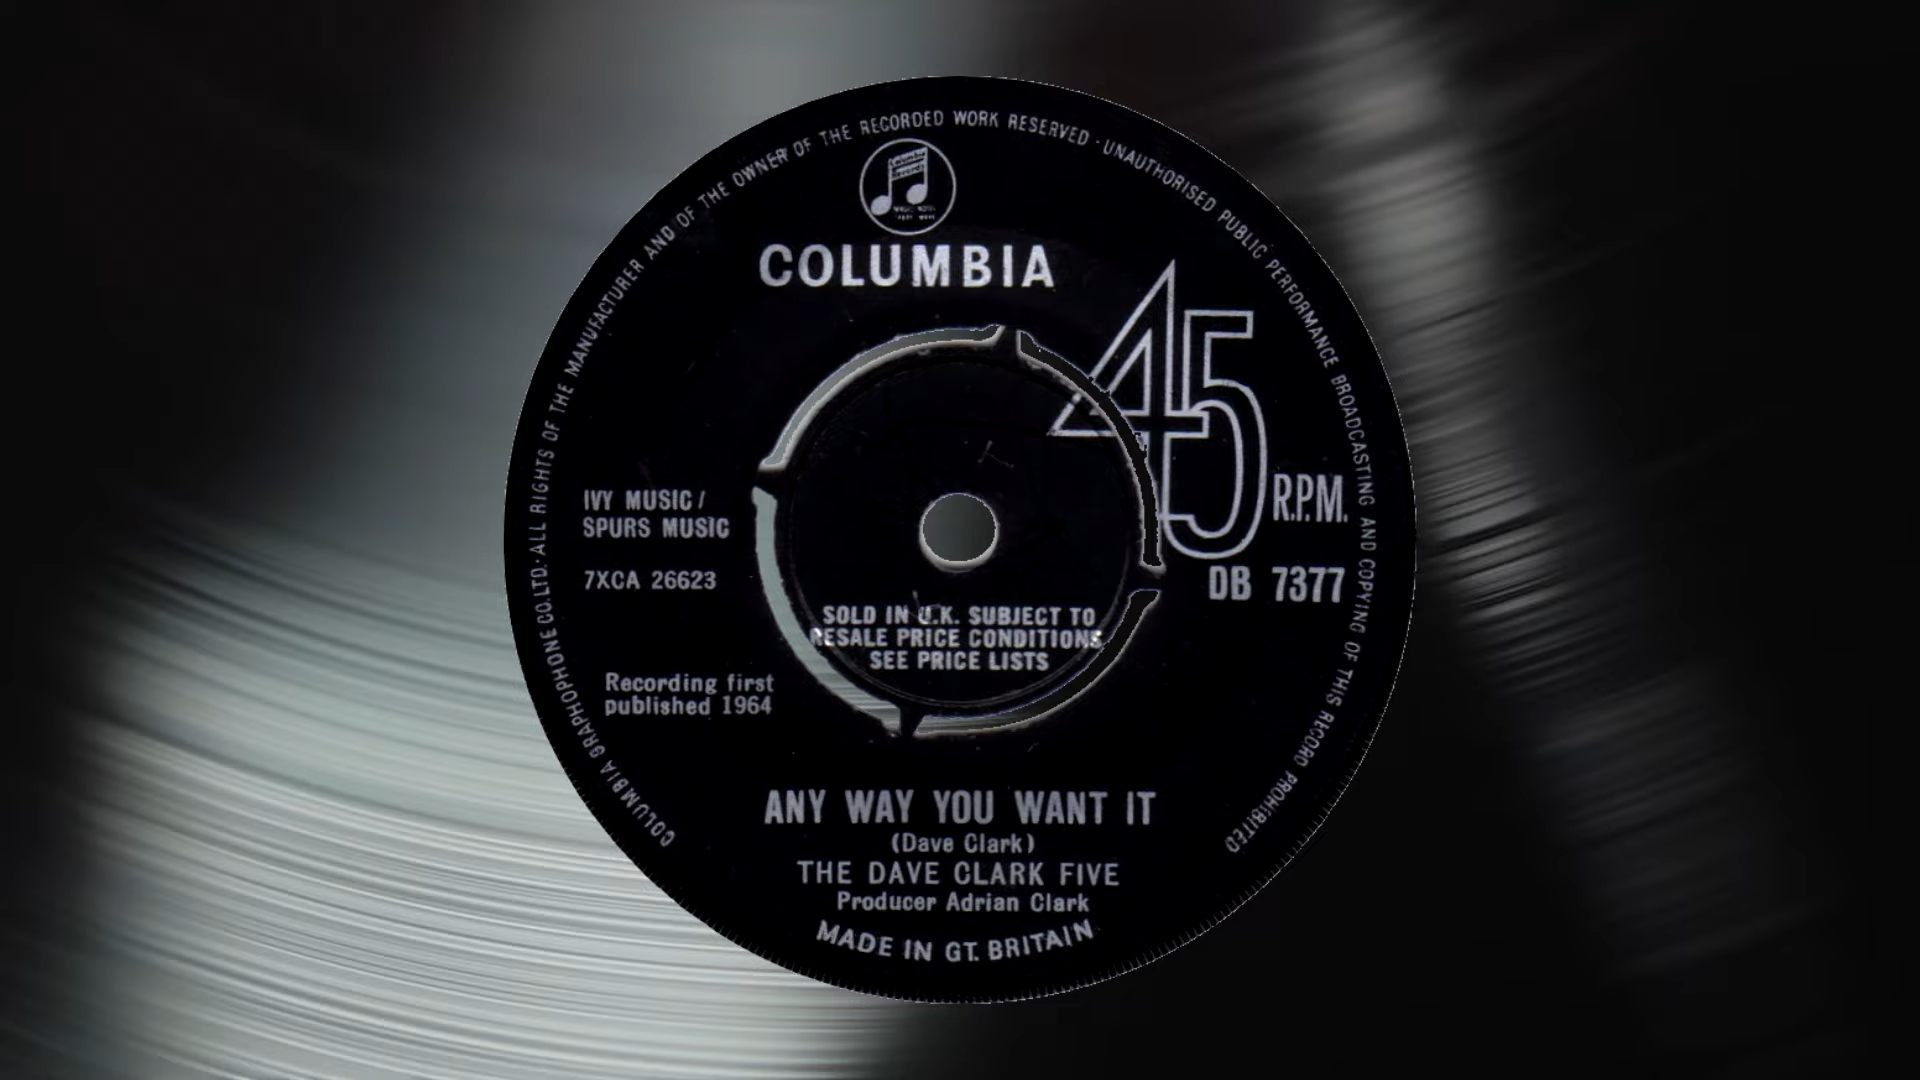 COLUMBIA GRAPHOPHONE CO. LTD. · ALL RIGHTS OF THE MANUFACTURER AND OF THE OWNER OF THE RECORDED WORK RESERVED · UNAUTHORISED PUBLIC PERFORMANCE BROADCASTING AND COPYING OF THIS RECORD PROHIBITED
Columbia
Records
COLUMBIA
45
R.P.M.
IVY MUSIC /
SPURS MUSIC
7XCA 26623
DB 7377
SOLD IN U.K. SUBJECT TO
RESALE PRICE CONDITIONS
SEE PRICE LISTS
Recording first
published 1964
ANY WAY YOU WANT IT
(Dave Clark)
THE DAVE CLARK FIVE
Producer Adrian Clark
MADE IN GT. BRITAIN